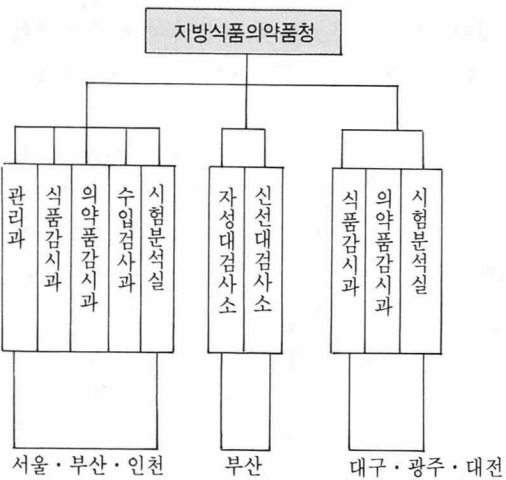 지방식품의약품청
관리과
식품감시과
의약품감시과
수입검사과
시험분석실
자성대검사소
신선대검사소
식품감시과
의약품감시과
시험분석실
서울·부산·인천
부산
대구·광주·대전